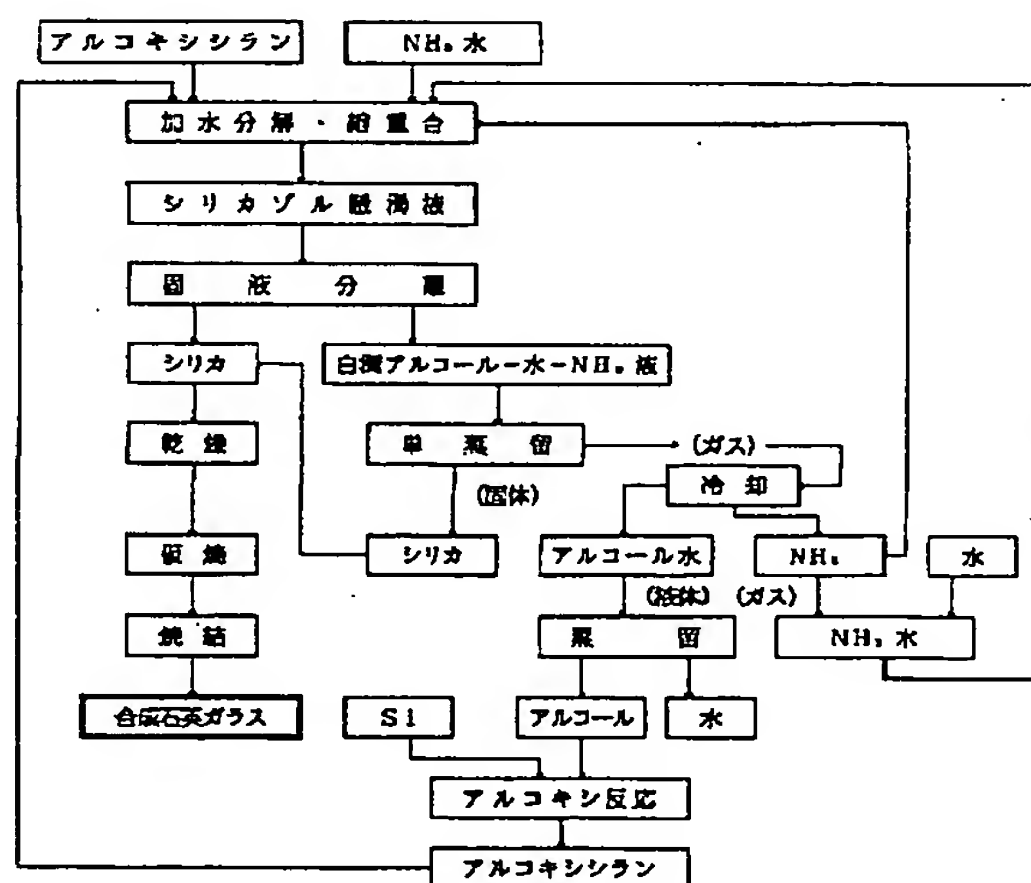 アルコキシシラン
NH₃水
加水分解・縮重合
シリカゾル懸濁液
固液分離
シリカ
白濁アルコール-水-NH₃液
乾燥
単蒸留
(ガス)
冷却
(固体)
仮焼
シリカ
アルコール水
NH₃
水
(液体)
(ガス)
焼結
蒸留
NH₃水
合成石英ガラス
Si
アルコール
水
アルコキシ反応
アルコキシシラン